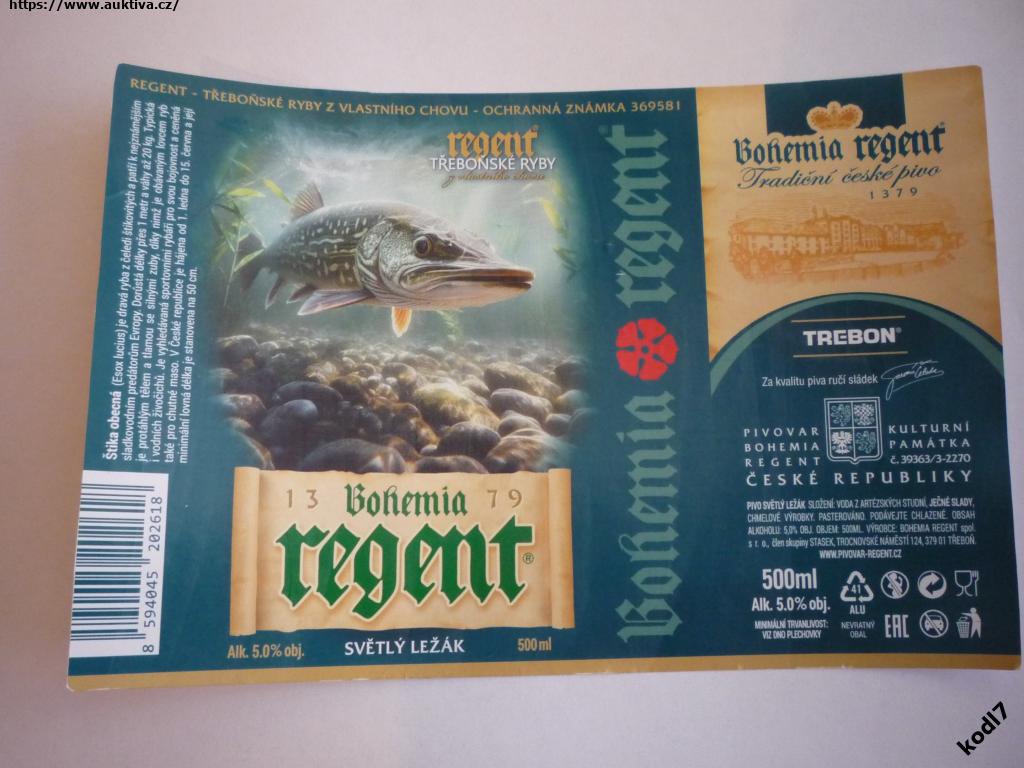 https://www.auktiva.cz/
REGENT - TŘEBOŇSKÉ RYBY Z VLASTNÍHO CHOVU - OCHRANNÁ ZNÁMKA 369581
Štika obecná (Esox lucius) je dravá ryba z čeledi štikovitých a patří k nejznámějším
sladkovodním predátorům Evropy. Dorůstá délky přes 1 metr a váhy až 20 kg. Typická
je protáhlým tělem a tlamou se silnými zuby, díky nimž je obávaným lovcem ryb
i vodních živočichů. Je vyhledávaná sportovními rybáři pro svou bojovnost a ceněná
také pro chutné maso. V České republice je hájena od 1. ledna do 15. června a její
minimální lovná délka je stanovena na 50 cm.
8 594045 202618
regent
TŘEBOŇSKÉ RYBY
z vlastního chovu
13 Bohemia 79
regent®
Alk. 5.0% obj. SVĚTLÝ LEŽÁK 500 ml
Bohemia regent
Bohemia regent
Tradiční české pivo
1379
TREBON®
Za kvalitu piva ručí sládek
PIVOVAR KULTURNÍ
BOHEMIA PAMÁTKA
REGENT č. 39363/3-2270
ČESKÉ REPUBLIKY
PIVO SVĚTLÝ LEŽÁK SLOŽENÍ: VODA Z ARTÉZSKÝCH STUDNÍ, JEČNÉ SLADY,
CHMELOVÉ VÝROBKY. PASTEROVÁNO. PODÁVEJTE CHLAZENÉ. OBSAH
ALKOHOLU: 5,0% OBJ. OBJEM: 500ML. VÝROBCE: BOHEMIA REGENT spol.
s r. o., člen skupiny STASEK, TROCNOVSKÉ NÁMĚSTÍ 124, 379 01 TŘEBOŇ.
WWW.PIVOVAR-REGENT.CZ
500ml
Alk. 5.0% obj.
MINIMÁLNÍ TRVANLIVOST:
VIZ DNO PLECHOVKY
41
ALU
NEVRATNÝ
OBAL
EAC
kodl7